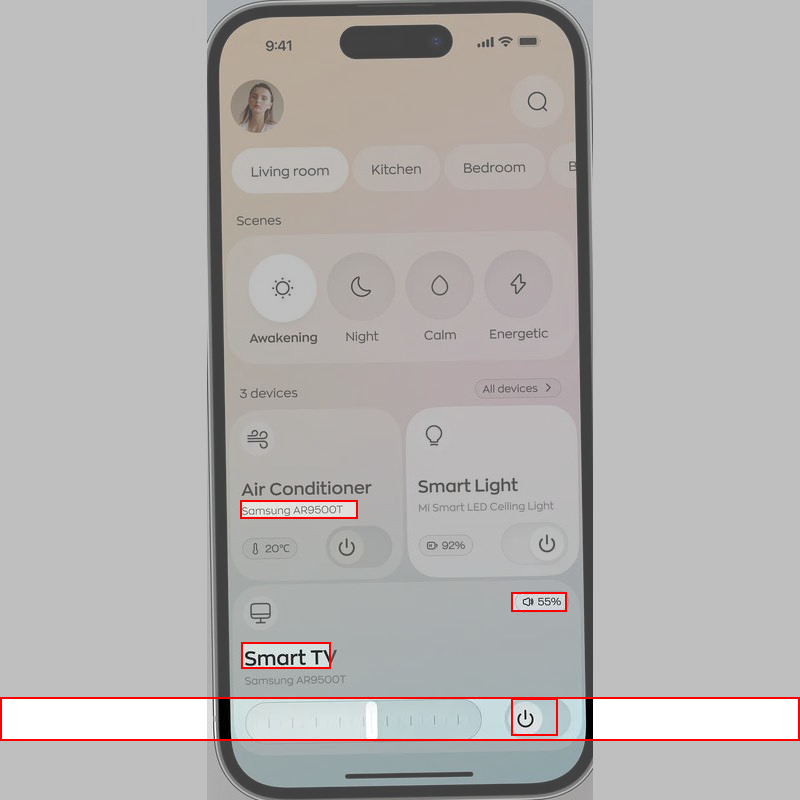 9:41
Living room
Kitchen
Bedroom
B
Scenes
Awakening
Night
Calm
Energetic
3 devices
All devices
Air Conditioner
Samsung AR9500T
20°C
Smart Light
Mi Smart LED Ceiling Light
92%
55%
Smart TV
Samsung AR9500T